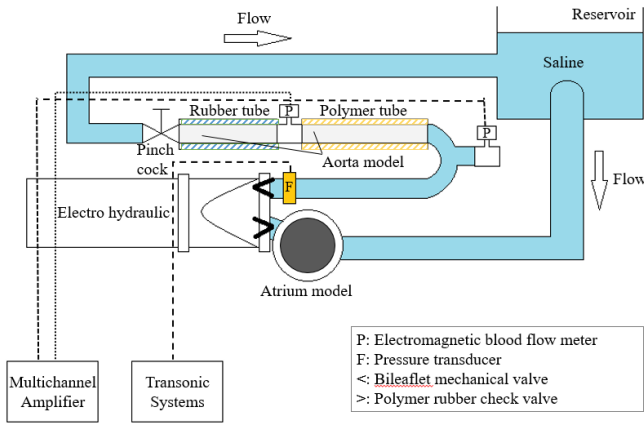 Flow
Reservoir
Saline
Rubber tube
P
Polymer tube
P
Pinch
cock
Aorta model
Flow
F
Electro hydraulic
Atrium model
P: Electromagnetic blood flow meter
F: Pressure transducer
<: Bileaflet mechanical valve
>: Polymer rubber check valve
Multichannel
Amplifier
Transonic
Systems